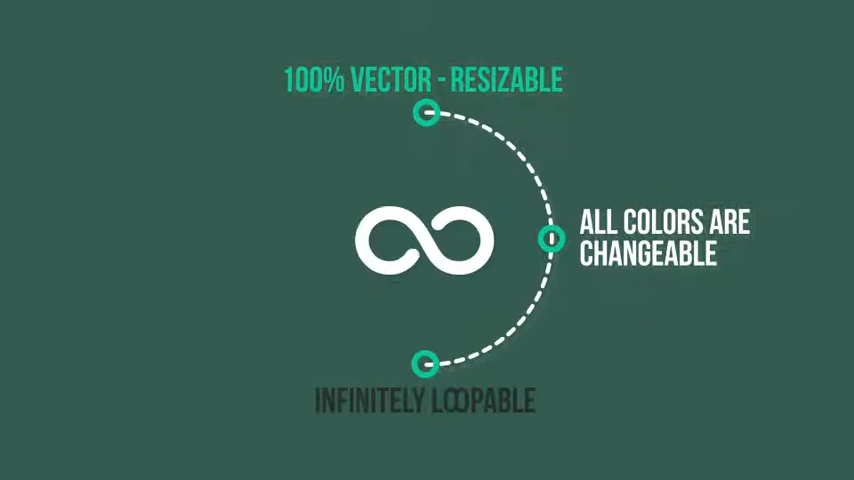 100% VECTOR - RESIZABLE
ALL COLORS ARE
CHANGEABLE
INFINITELY LOOPABLE